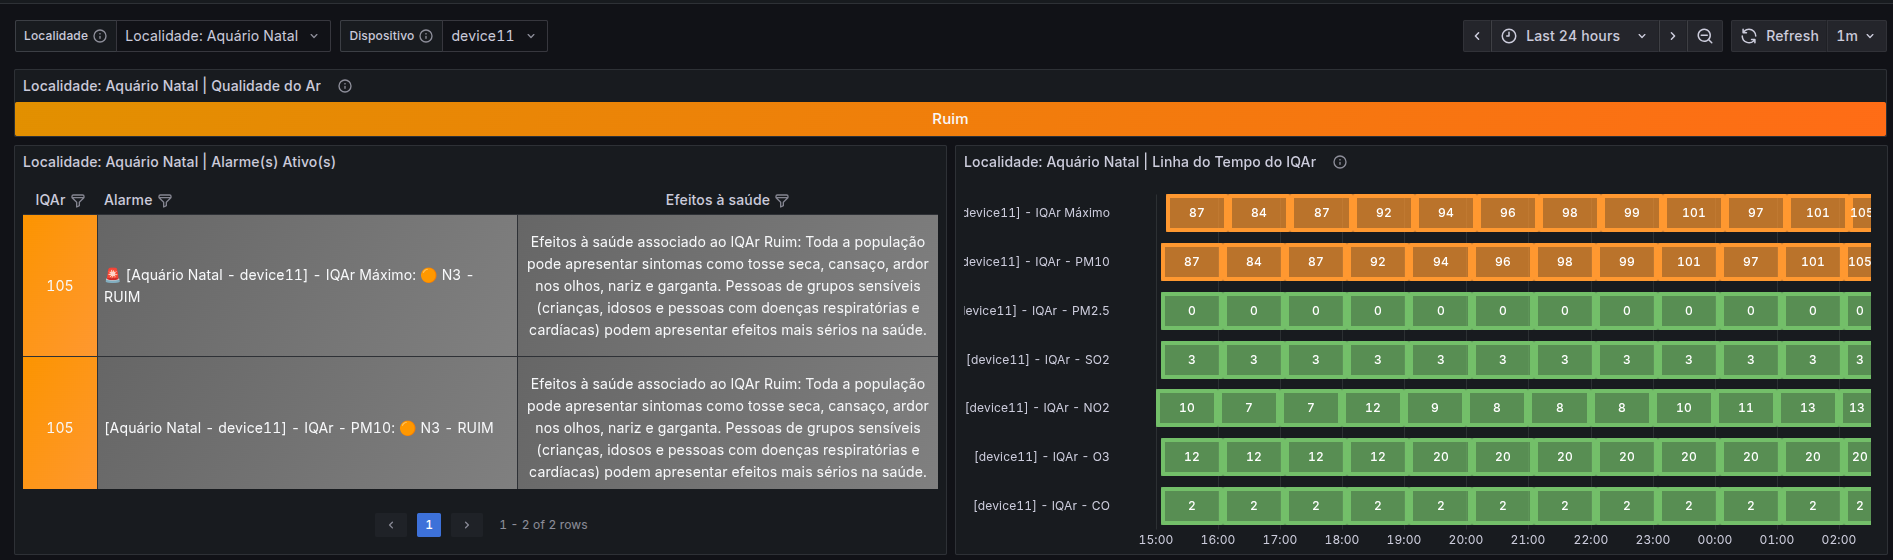 Localidade Localidade: Aquário Natal Dispositivo device11 Last 24 hours Refresh 1m
Localidade: Aquário Natal | Qualidade do Ar
Ruim
Localidade: Aquário Natal | Alarme(s) Ativo(s)
IQAr Alarme Efeitos à saúde
105
🚨 [Aquário Natal - device11] - IQAr Máximo: 🟠 N3 -
RUIM
Efeitos à saúde associado ao IQAr Ruim: Toda a população
pode apresentar sintomas como tosse seca, cansaço, ardor
nos olhos, nariz e garganta. Pessoas de grupos sensíveis
(crianças, idosos e pessoas com doenças respiratórias e
cardíacas) podem apresentar efeitos mais sérios na saúde.
105
[Aquário Natal - device11] - IQAr - PM10: 🟠 N3 - RUIM
Efeitos à saúde associado ao IQAr Ruim: Toda a população
pode apresentar sintomas como tosse seca, cansaço, ardor
nos olhos, nariz e garganta. Pessoas de grupos sensíveis
(crianças, idosos e pessoas com doenças respiratórias e
cardíacas) podem apresentar efeitos mais sérios na saúde.
1
1 - 2 of 2 rows
Localidade: Aquário Natal | Linha do Tempo do IQAr
device11] - IQAr Máximo 87 84 87 92 94 96 98 99 101 97 101 105
device11] - IQAr - PM10 87 84 87 92 94 96 98 99 101 97 101 105
evice11] - IQAr - PM2.5 0 0 0 0 0 0 0 0 0 0 0 0
[device11] - IQAr - SO2 3 3 3 3 3 3 3 3 3 3 3 3
[device11] - IQAr - NO2 10 7 7 12 9 8 8 8 10 11 13 13
[device11] - IQAr - O3 12 12 12 12 20 20 20 20 20 20 20 20
[device11] - IQAr - CO 2 2 2 2 2 2 2 2 2 2 2 2
15:00 16:00 17:00 18:00 19:00 20:00 21:00 22:00 23:00 00:00 01:00 02:00